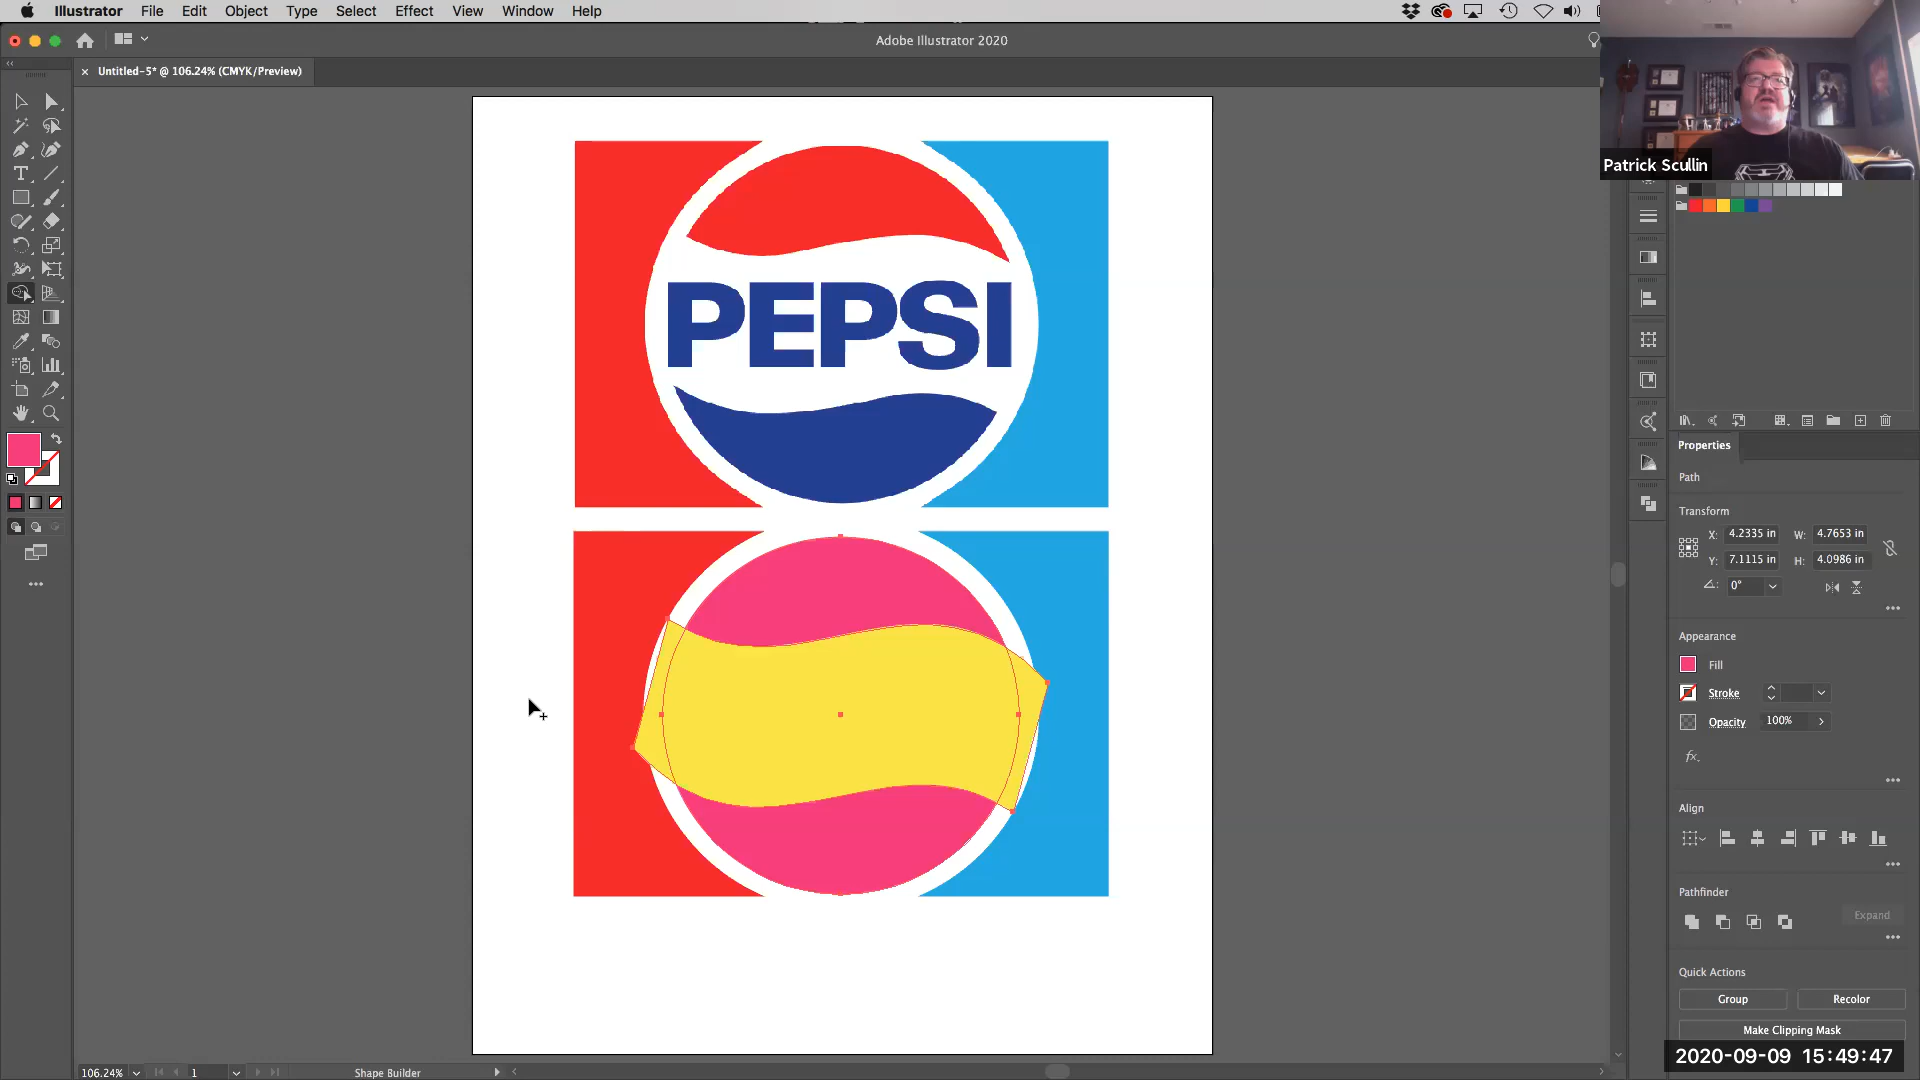 Illustrator File Edit Object Type Select Effect View Window Help
Adobe Illustrator 2020
× Untitled-5* @ 106.24% (CMYK/Preview)
Patrick Scullin
PEPSI
Properties
Path
Transform
X: 4.2335 in W: 4.7653 in
Y: 7.1115 in H: 4.0986 in
0°
Appearance
Fill
Stroke
Opacity 100%
fx.
Align
Pathfinder
Expand
Quick Actions
Group Recolor
Make Clipping Mask
2020-09-09 15:49:47
106.24% 1 Shape Builder